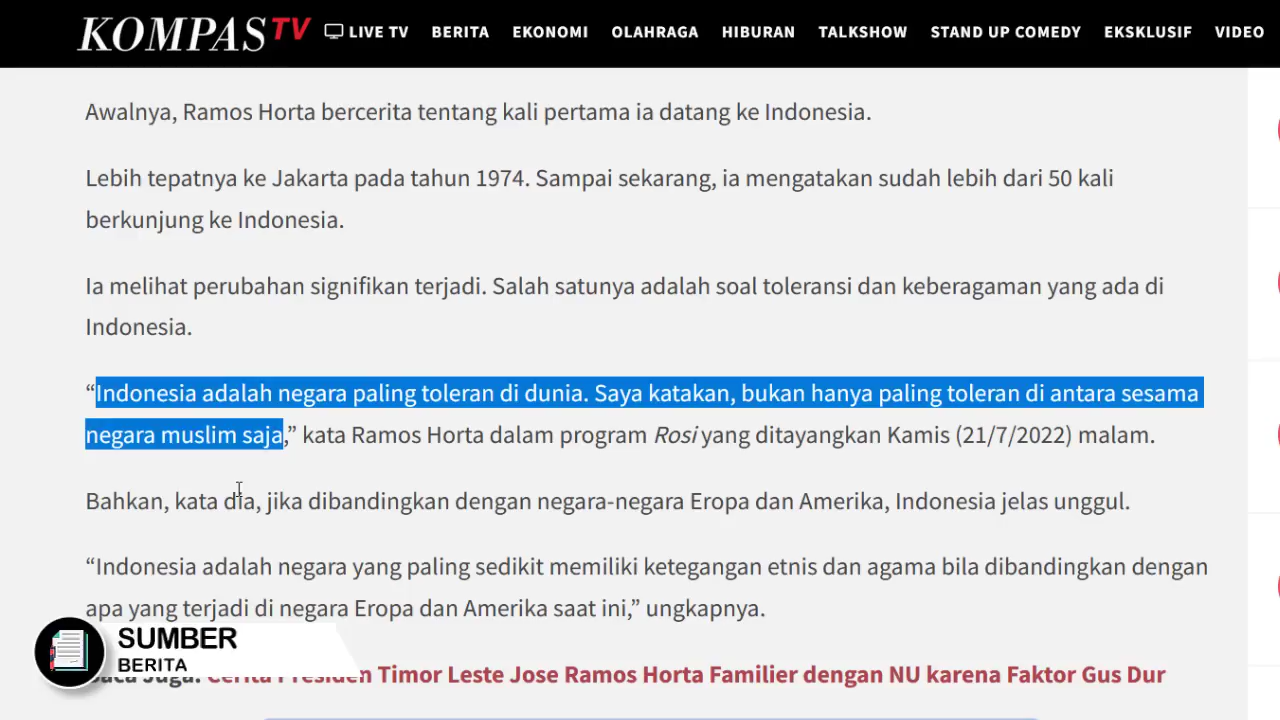 KOMPASTV LIVE TV BERITA EKONOMI OLAHRAGA HIBURAN TALKSHOW STAND UP COMEDY EKSKLUSIF VIDEO
Awalnya, Ramos Horta bercerita tentang kali pertama ia datang ke Indonesia.
Lebih tepatnya ke Jakarta pada tahun 1974. Sampai sekarang, ia mengatakan sudah lebih dari 50 kali
berkunjung ke Indonesia.
Ia melihat perubahan signifikan terjadi. Salah satunya adalah soal toleransi dan keberagaman yang ada di
Indonesia.
“Indonesia adalah negara paling toleran di dunia. Saya katakan, bukan hanya paling toleran di antara sesama
negara muslim saja,” kata Ramos Horta dalam program Rosi yang ditayangkan Kamis (21/7/2022) malam.
Bahkan, kata dia, jika dibandingkan dengan negara-negara Eropa dan Amerika, Indonesia jelas unggul.
“Indonesia adalah negara yang paling sedikit memiliki ketegangan etnis dan agama bila dibandingkan dengan
apa yang terjadi di negara Eropa dan Amerika saat ini,” ungkapnya.
SUMBER
BERITA
Baca Juga: Cerita Presiden Timor Leste Jose Ramos Horta Familier dengan NU karena Faktor Gus Dur